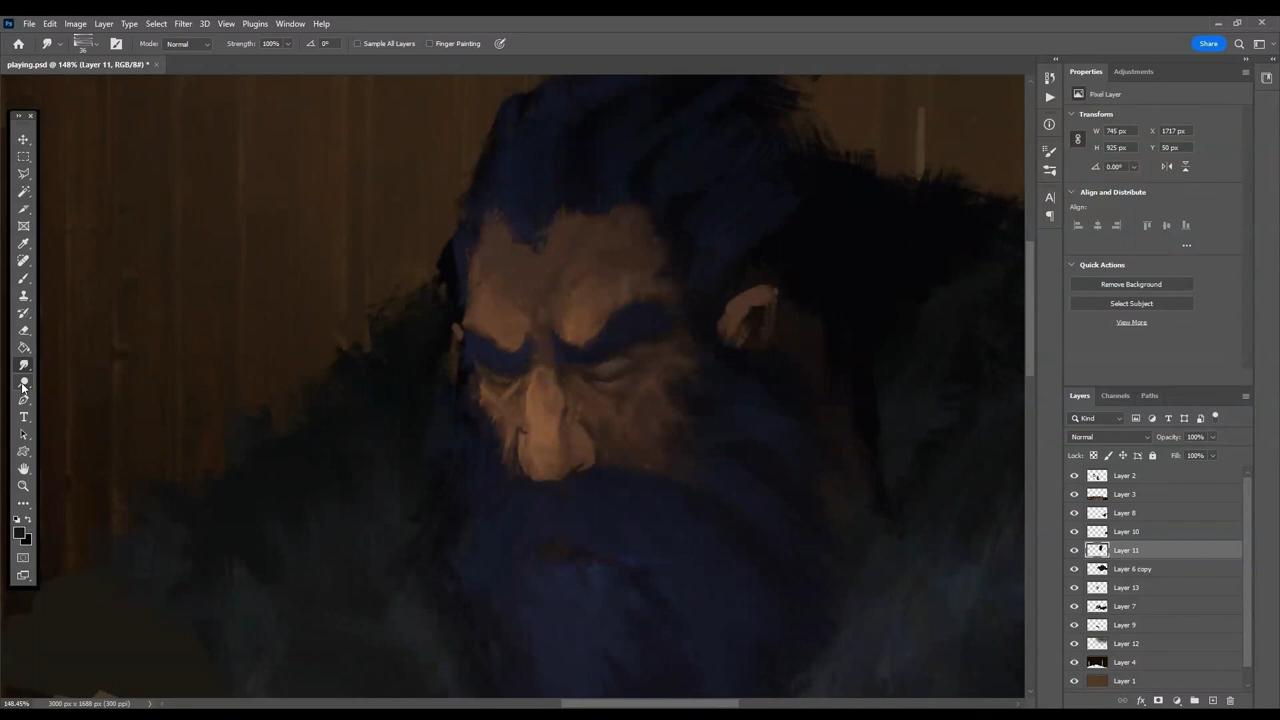 Ps File Edit Image Layer Type Select Filter 3D View Plugins Window Help
36 Mode: Normal Strength: 100% 0° Sample All Layers Finger Painting Share
playing.psd @ 148% (Layer 11, RGB/8#) *
Properties Adjustments
Pixel Layer
Transform
W 745 px X 1717 px
H 925 px Y 50 px
0.00°
Align and Distribute
Align:
Quick Actions
Remove Background
Select Subject
View More
Layers Channels Paths
Kind
Normal Opacity: 100%
Lock: Fill: 100%
Layer 2
Layer 3
Layer 8
Layer 10
Layer 11
Layer 6 copy
Layer 13
Layer 7
Layer 9
Layer 12
Layer 4
Layer 1
148.45% 3000 px x 1688 px (300 ppi)